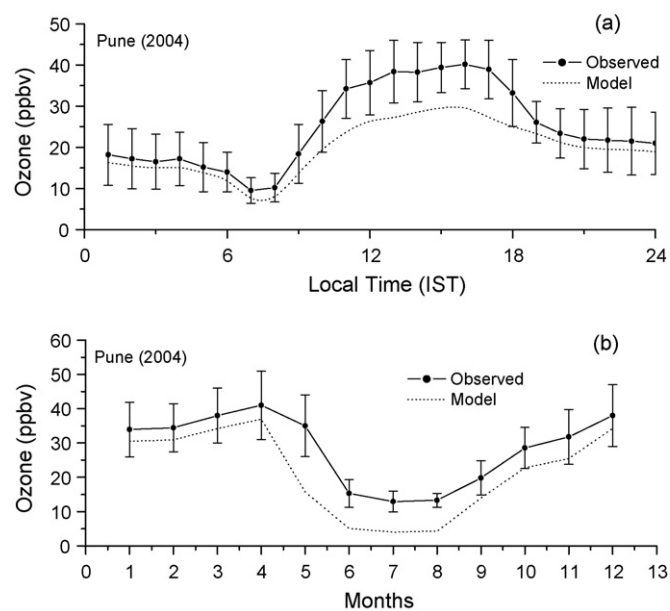 (a)
Pune (2004)
Observed
Model
Ozone (ppbv)
50
40
30
20
10
0
0 6 12 18 24
Local Time (IST)
(b)
Pune (2004)
Observed
Model
Ozone (ppbv)
60
50
40
30
20
10
0
0 1 2 3 4 5 6 7 8 9 10 11 12 13
Months